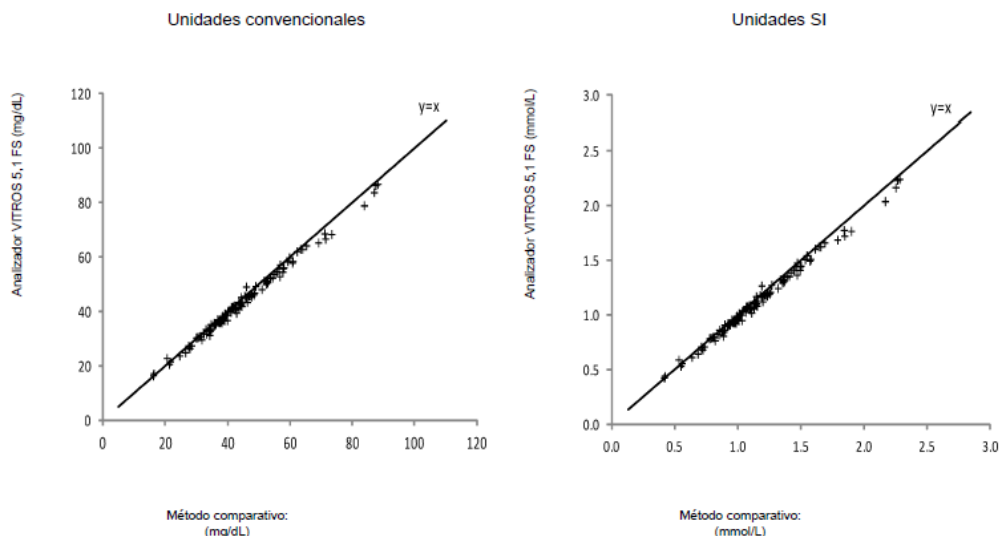 Unidades convencionales
Analizador VITROS 5,1 FS (mg/dL)
120
100
80
60
40
20
0
y=x
0 20 40 60 80 100 120
Método comparativo:
(mg/dL)
Unidades SI
Analizador VITROS 5,1 FS (mmol/L)
3.0
2.5
2.0
1.5
1.0
0.5
0.0
y=x
0.0 0.5 1.0 1.5 2.0 2.5 3.0
Método comparativo:
(mmol/L)